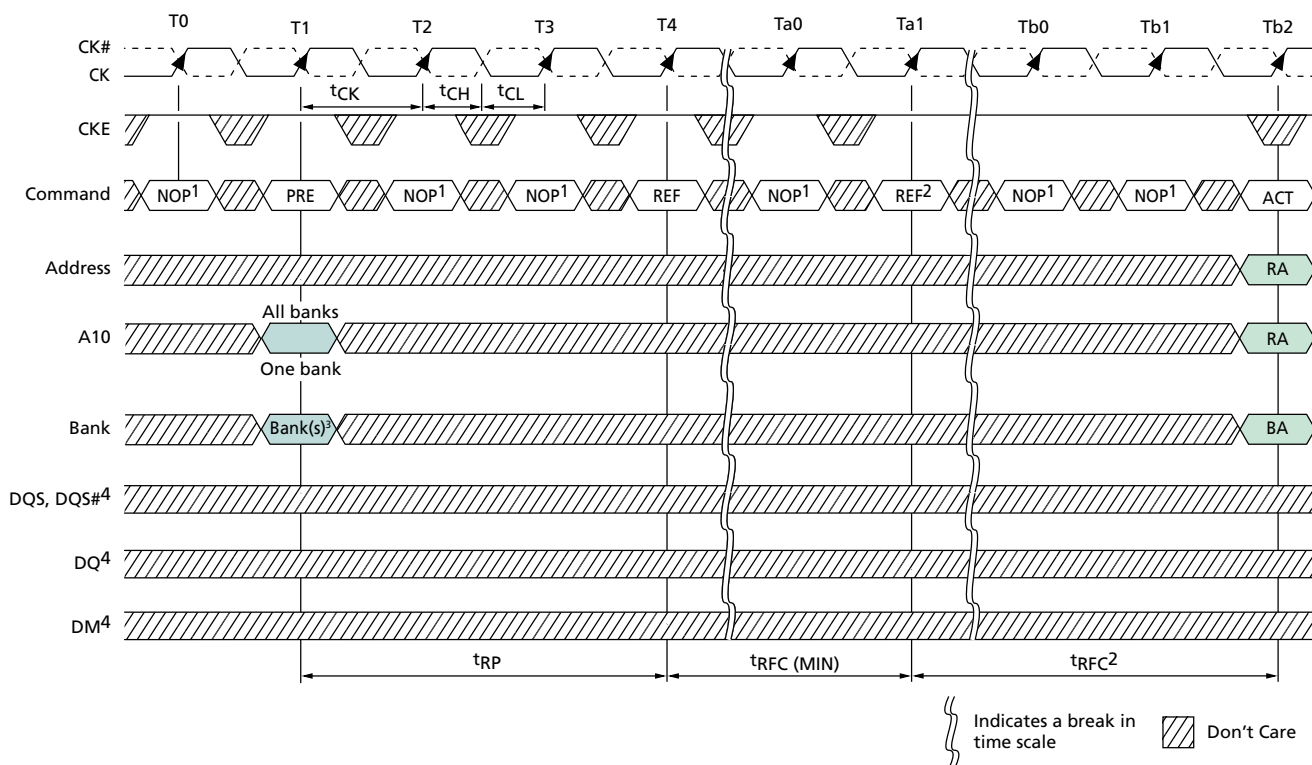 T0 T1 T2 T3 T4 Ta0 Ta1 Tb0 Tb1 Tb2
CK#
CK
tCK tCH tCL
CKE
Command NOP1 PRE NOP1 NOP1 REF NOP1 REF2 NOP1 NOP1 ACT
Address RA
All banks
A10 RA
One bank
Bank Bank(s)3 BA
DQS, DQS#4
DQ4
DM4
tRP tRFC (MIN) tRFC2
Indicates a break in
time scale
Don't Care